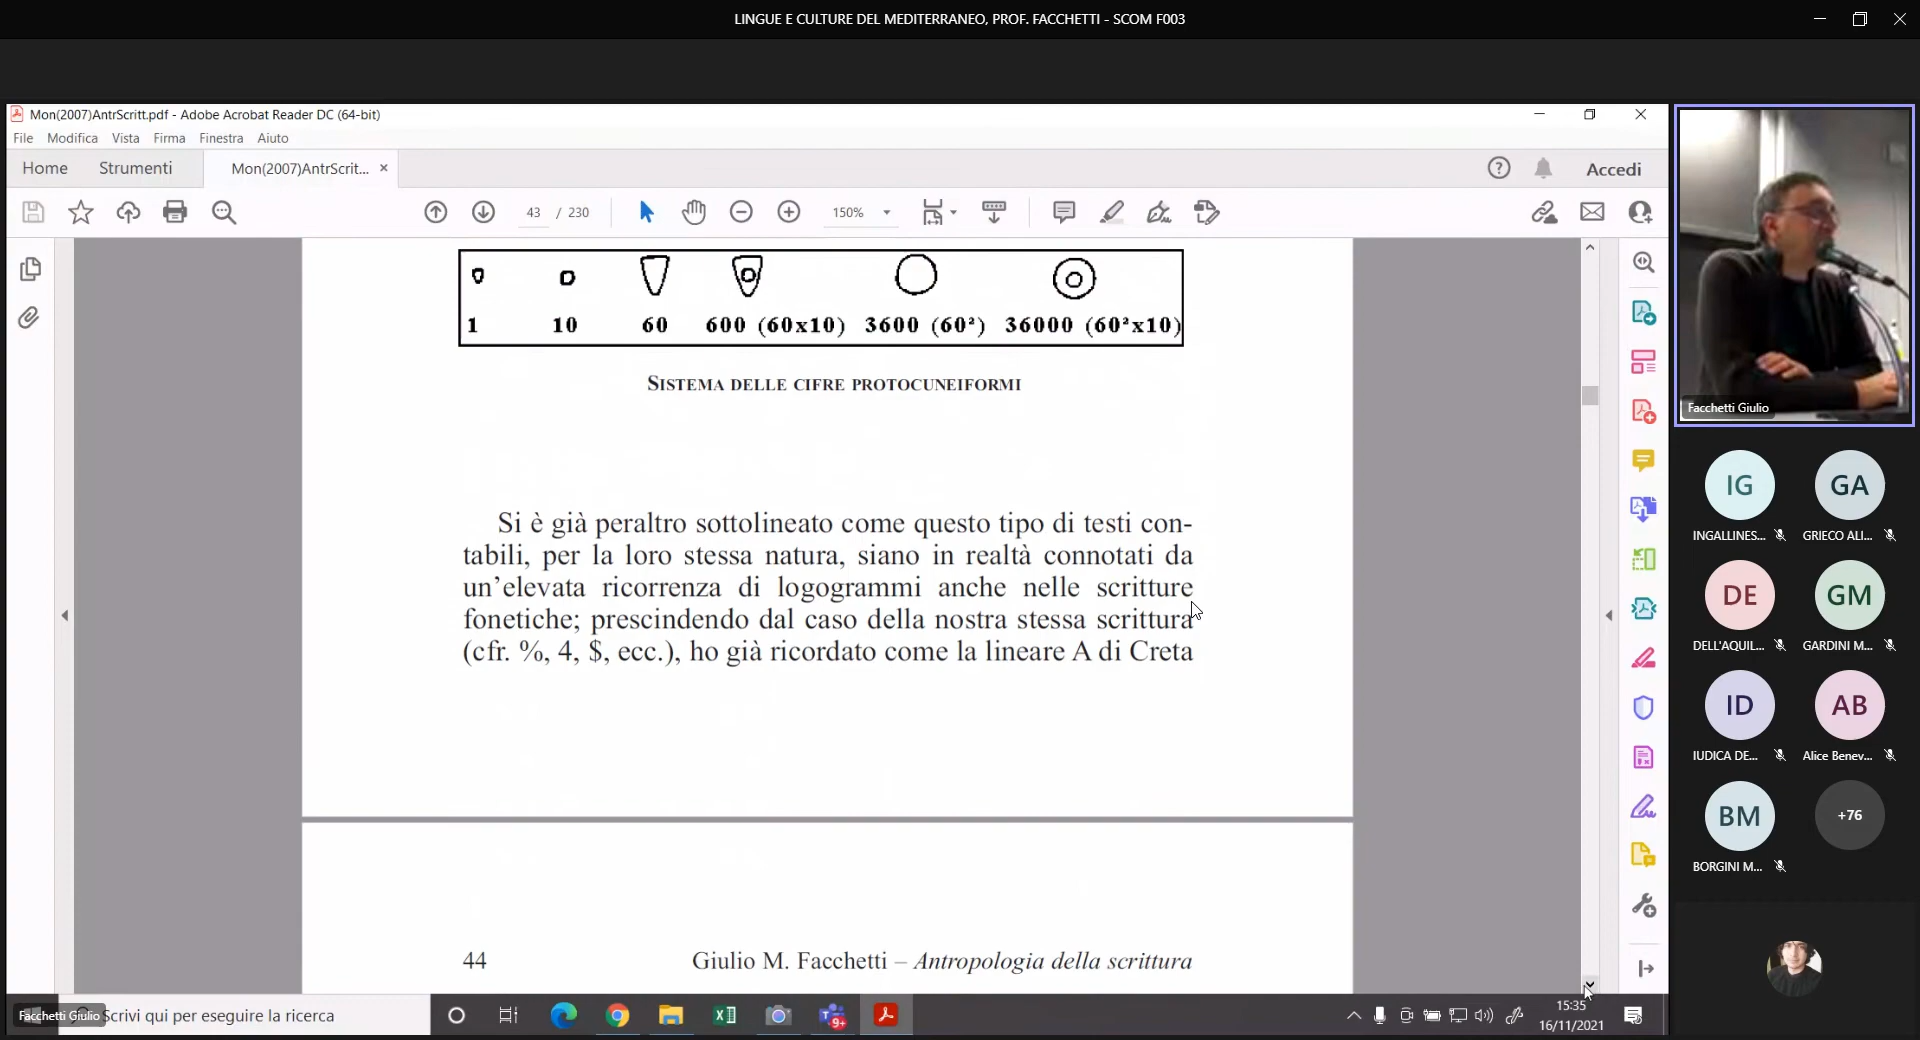 LINGUE E CULTURE DEL MEDITERRANEO, PROF. FACCHETTI - SCOM F003
Mon(2007)AntrScritt.pdf - Adobe Acrobat Reader DC (64-bit)
File Modifica Vista Firma Finestra Aiuto
Home Strumenti Mon(2007)AntrScrit... × Accedi
43 / 230 150%
1 10 60 600 (60x10) 3600 (60²) 36000 (60²x10)
SISTEMA DELLE CIFRE PROTOCUNEIFORMI
Si è già peraltro sottolineato come questo tipo di testi con-
tabili, per la loro stessa natura, siano in realtà connotati da
un’elevata ricorrenza di logogrammi anche nelle scritture
fonetiche; prescindendo dal caso della nostra stessa scrittura
(cfr. %, 4, $, ecc.), ho già ricordato come la lineare A di Creta
44 Giulio M. Facchetti – Antropologia della scrittura
Facchetti Giulio
IG GA
INGALLINES... GRIECO ALI...
DE GM
DELL'AQUIL... GARDINI M...
ID AB
IUDICA DE... Alice Benev...
BM +76
BORGINI M...
Facchetti Giulio Scrivi qui per eseguire la ricerca
9+
15:35
16/11/2021